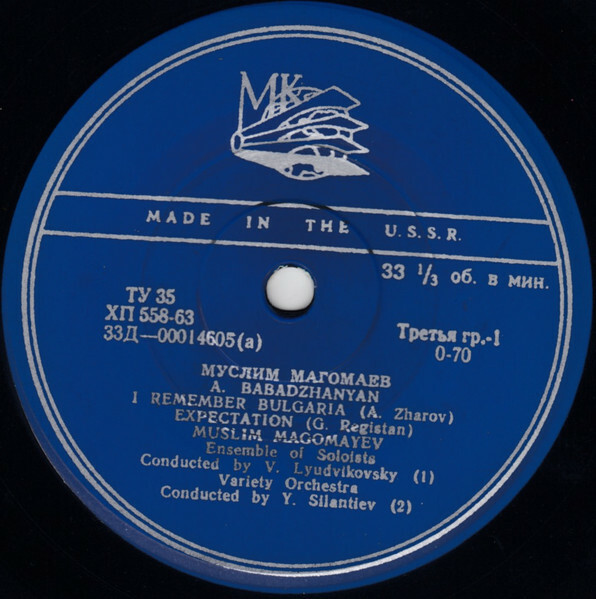 МК
MADE IN THE U.S.S.R.
33 ⅓ об. в мин.
ТУ 35
ХП 558-63
33Д—00014605(а)
Третья гр.-1
0-70
МУСЛИМ МАГОМАЕВ
A. BABADZHANYAN
I REMEMBER BULGARIA (A. Zharov)
EXPECTATION (G. Registan)
MUSLIM MAGOMAYEV
Ensemble of Soloists
Conducted by V. Lyudvikovsky (1)
Variety Orchestra
Conducted by Y. Silantiev (2)